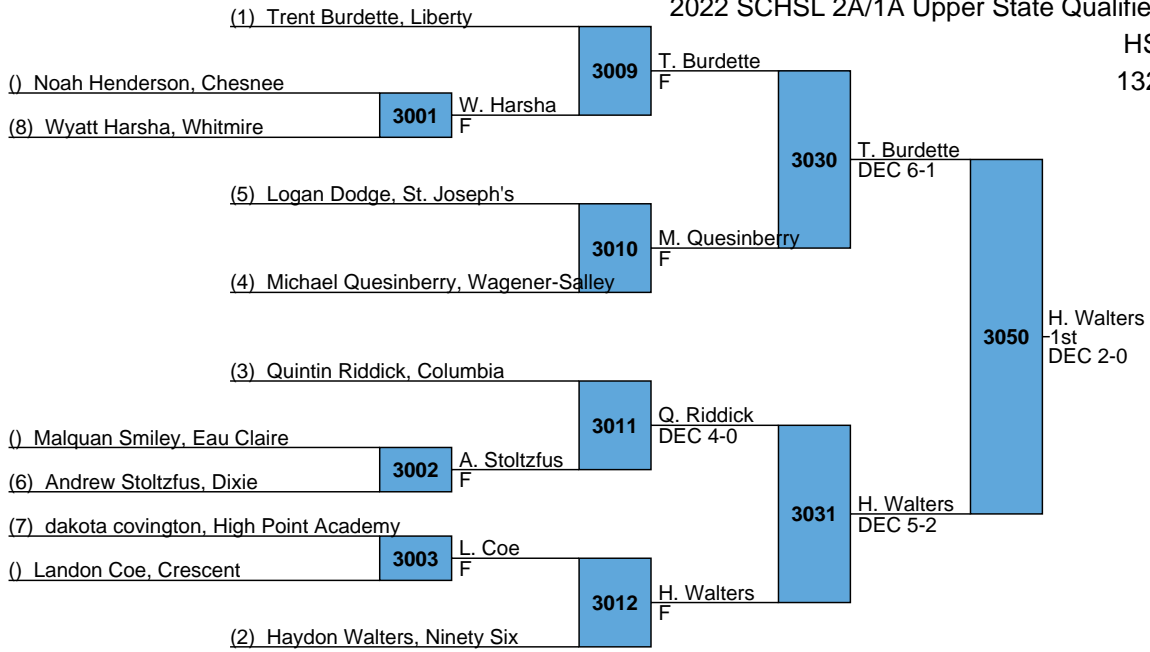 2022 SCHSL 2A/1A Upper State Qualifie
HS
132
(1) Trent Burdette, Liberty
3009
T. Burdette
F
() Noah Henderson, Chesnee
3001
W. Harsha
F
(8) Wyatt Harsha, Whitmire
3030
T. Burdette
DEC 6-1
(5) Logan Dodge, St. Joseph's
3010
M. Quesinberry
F
(4) Michael Quesinberry, Wagener-Salley
3050
H. Walters
1st
DEC 2-0
(3) Quintin Riddick, Columbia
3011
Q. Riddick
DEC 4-0
() Malquan Smiley, Eau Claire
3002
A. Stoltzfus
F
(6) Andrew Stoltzfus, Dixie
3031
H. Walters
DEC 5-2
(7) dakota covington, High Point Academy
3003
L. Coe
F
() Landon Coe, Crescent
3012
H. Walters
F
(2) Haydon Walters, Ninety Six